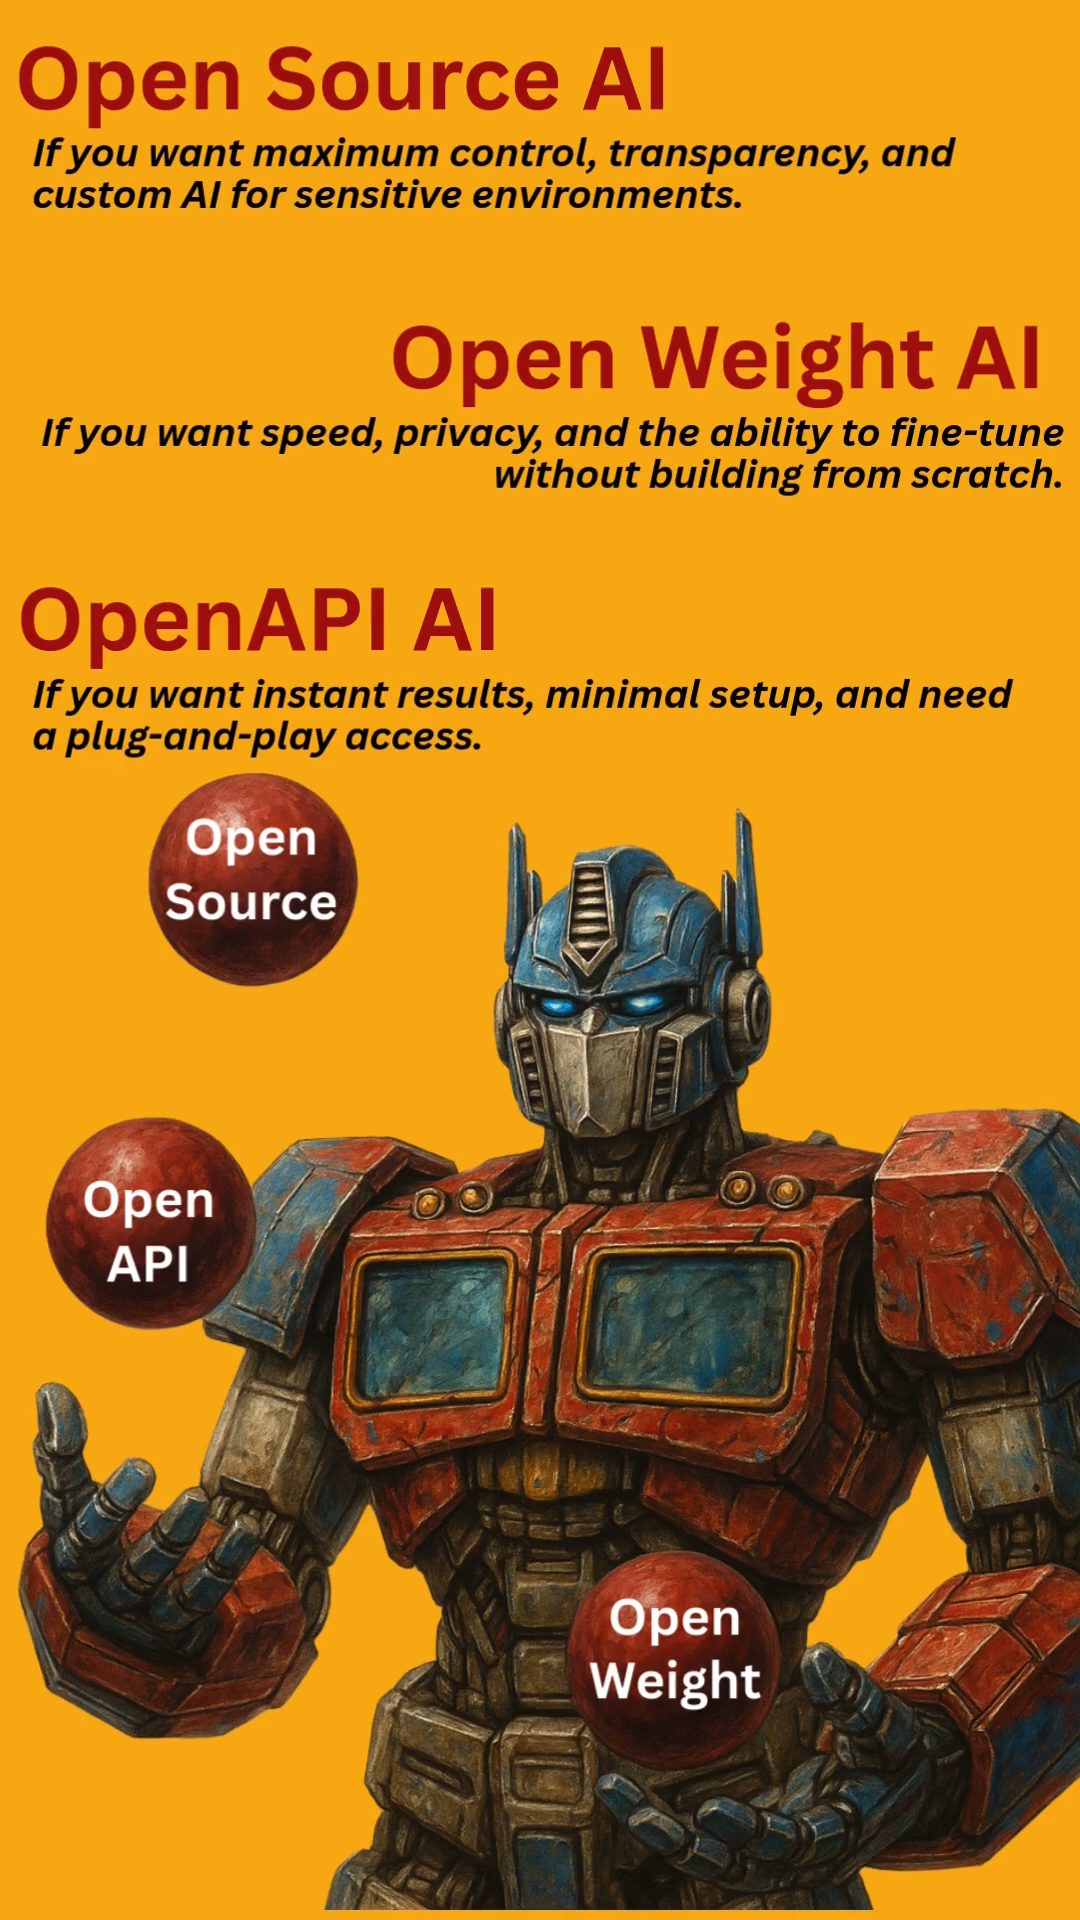 Open Source AI
If you want maximum control, transparency, and
custom AI for sensitive environments.
Open Weight AI
If you want speed, privacy, and the ability to fine-tune
without building from scratch.
OpenAPI AI
If you want instant results, minimal setup, and need
a plug-and-play access.
Open
Source
Open
API
Open
Weight